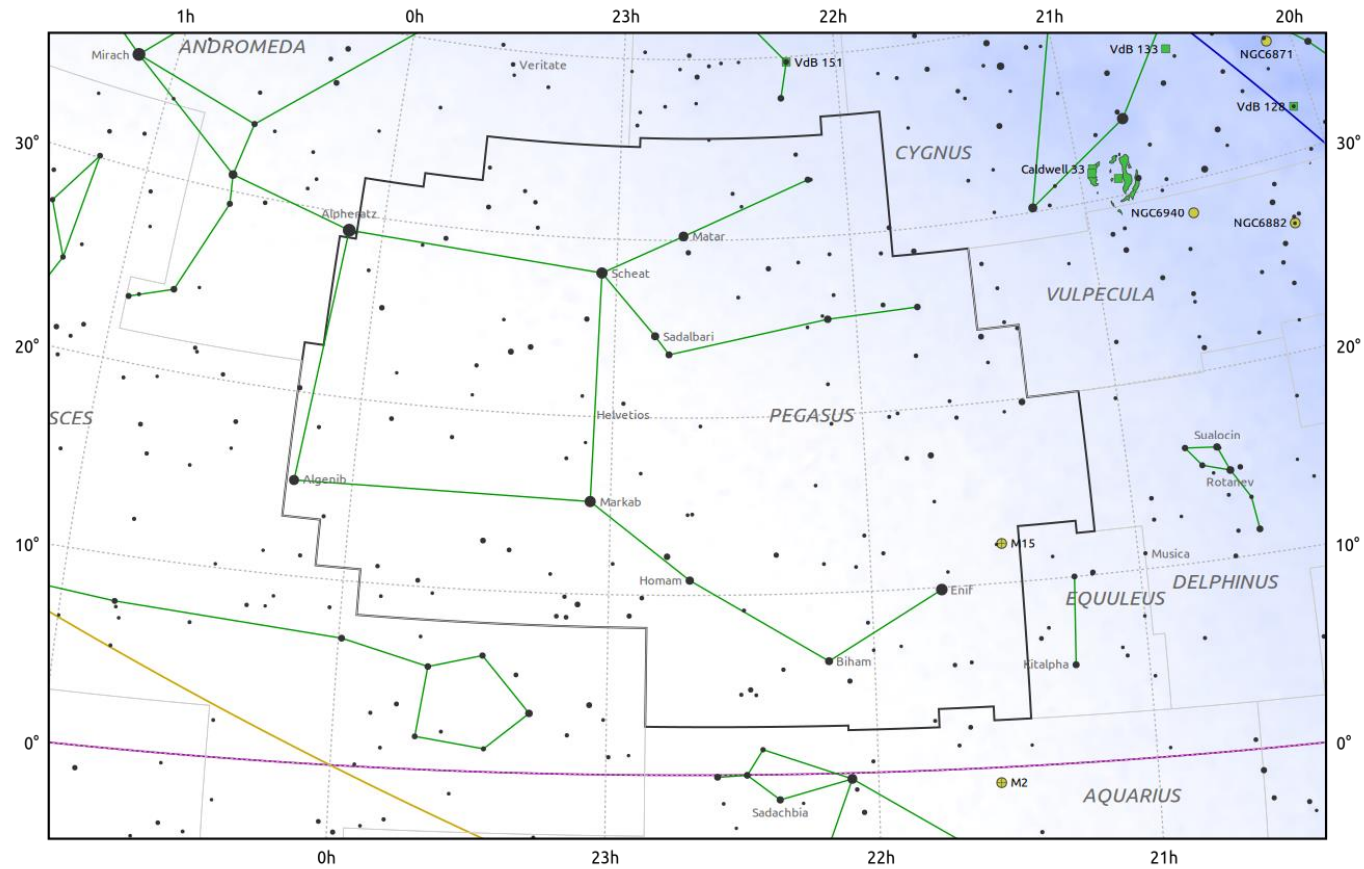 1h 0h 23h 22h 21h 20h
ANDROMEDA
Mirach
VdB 133
NGC6871
Veritate
VdB 151
VdB 128
30°
30°
CYGNUS
Caldwell 33
Alpheratz
NGC6940
NGC6882
Matar
Scheat
VULPECULA
Sadalbari
20°
20°
SCES
Helvetios
PEGASUS
Sualocin
Algenib
Rotanev
Markab
10°
M15
10°
Musica
Homam
Enif
DELPHINUS
EQUULEUS
Biham
Kitalpha
0°
0°
M2
AQUARIUS
Sadachbia
0h 23h 22h 21h